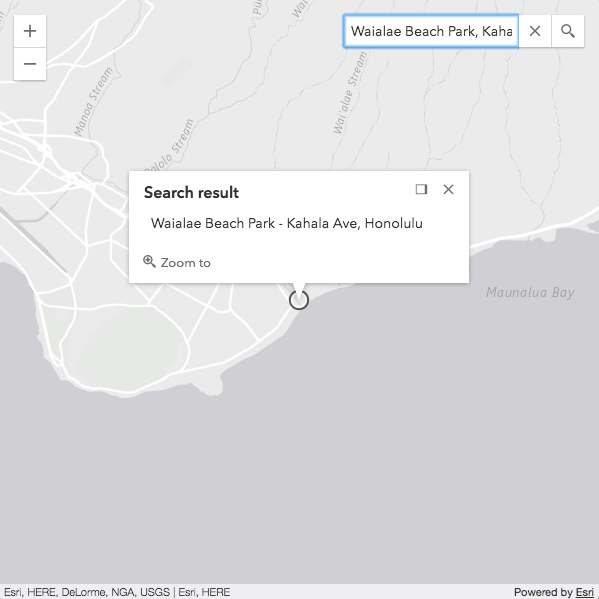 +
−
Waialae Beach Park, Kaha
Manoa Stream
Palolo Stream
Wai'alae Stream
Search result
Waialae Beach Park - Kahala Ave, Honolulu
Zoom to
Maunalua Bay
Esri, HERE, DeLorme, NGA, USGS | Esri, HERE
Powered by Esri